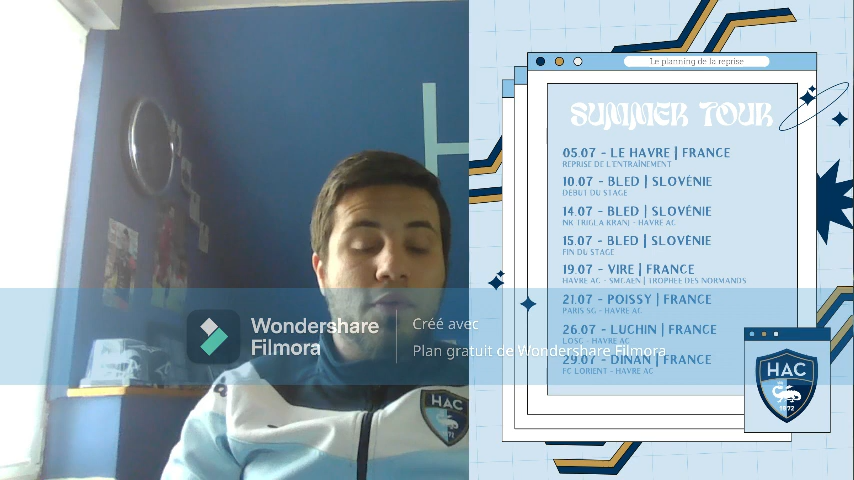 Le planning de la reprise
SUMMER TOUR
05.07 - LE HAVRE | FRANCE
REPRISE DE L'ENTRAÎNEMENT
10.07 - BLED | SLOVÉNIE
DÉBUT DU STAGE
14.07 - BLED | SLOVÉNIE
NK TRIGLA KRANJ - HAVRE AC
15.07 - BLED | SLOVÉNIE
FIN DU STAGE
19.07 - VIRE | FRANCE
HAVRE AC - SMCAEN | TROPHÉE DES NORMANDS
21.07 - POISSY | FRANCE
PARIS SG - HAVRE AC
26.07 - LUCHIN | FRANCE
LOSC - HAVRE AC
29.07 - DINAN | FRANCE
FC LORIENT - HAVRE AC
HAC
1872
Wondershare
Filmora
Créé avec
Plan gratuit de Wondershare Filmora
H
HAC